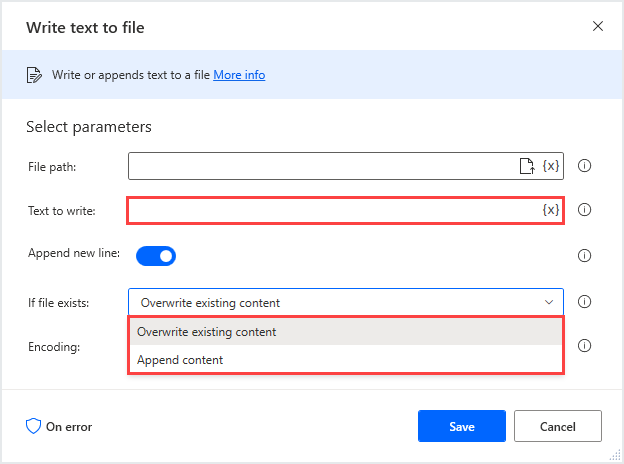 Write text to file
Write or appends text to a file More info
Select parameters
File path:
{x}
Text to write:
{x}
Append new line:
If file exists:
Overwrite existing content
Overwrite existing content
Append content
Encoding:
On error
Save
Cancel